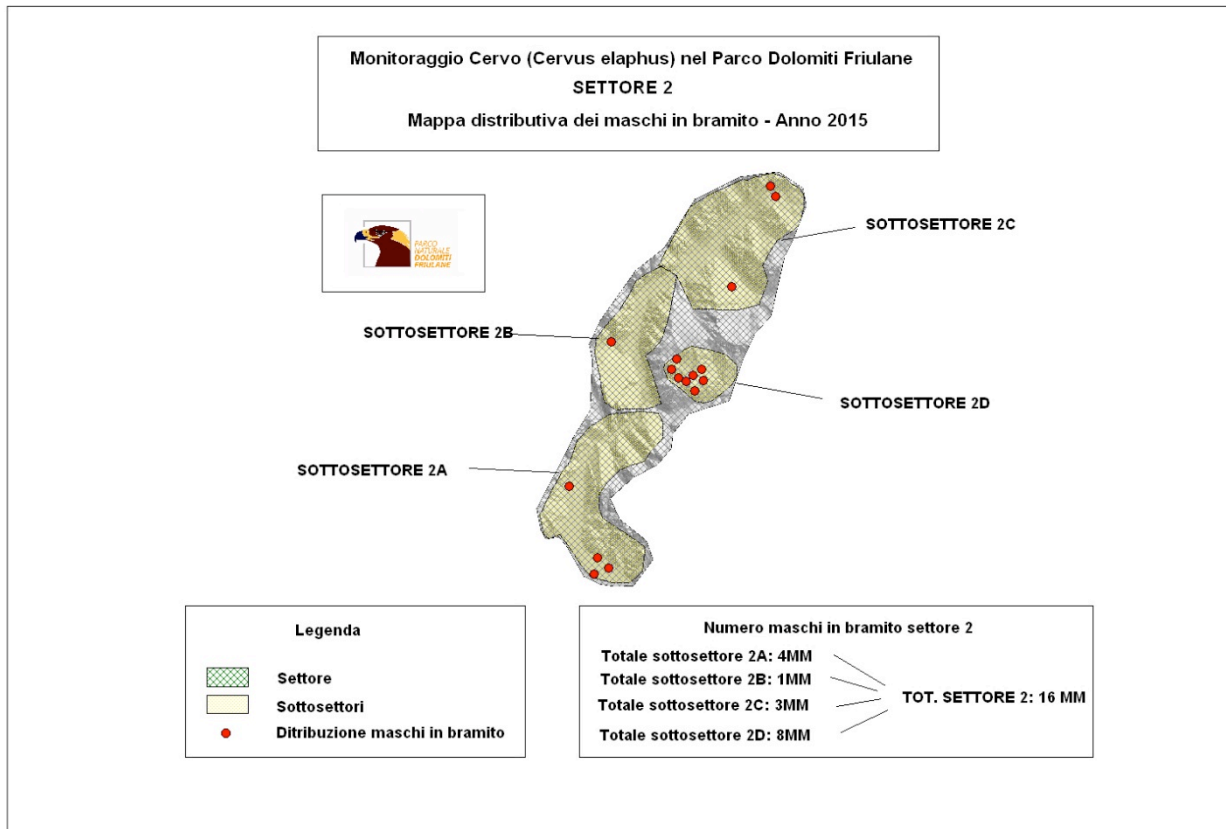 Monitoraggio Cervo (Cervus elaphus) nel Parco Dolomiti Friulane
SETTORE 2
Mappa distributiva dei maschi in bramito - Anno 2015
PARCO
NATURALE
DOLOMITI
FRIULANE
SOTTOSETTORE 2C
SOTTOSETTORE 2B
SOTTOSETTORE 2D
SOTTOSETTORE 2A
Legenda
Settore
Sottosettori
Ditribuzione maschi in bramito
Numero maschi in bramito settore 2
Totale sottosettore 2A: 4MM
Totale sottosettore 2B: 1MM
Totale sottosettore 2C: 3MM
Totale sottosettore 2D: 8MM
TOT. SETTORE 2: 16 MM